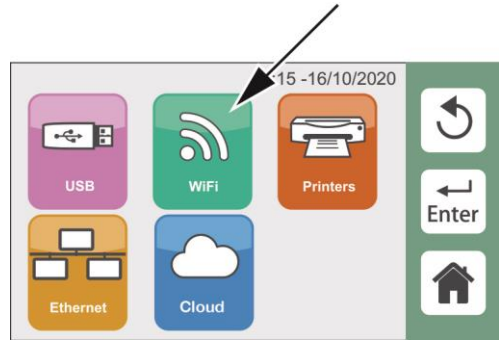 :15 -16/10/2020
USB
WiFi
Printers
Enter
Ethernet
Cloud